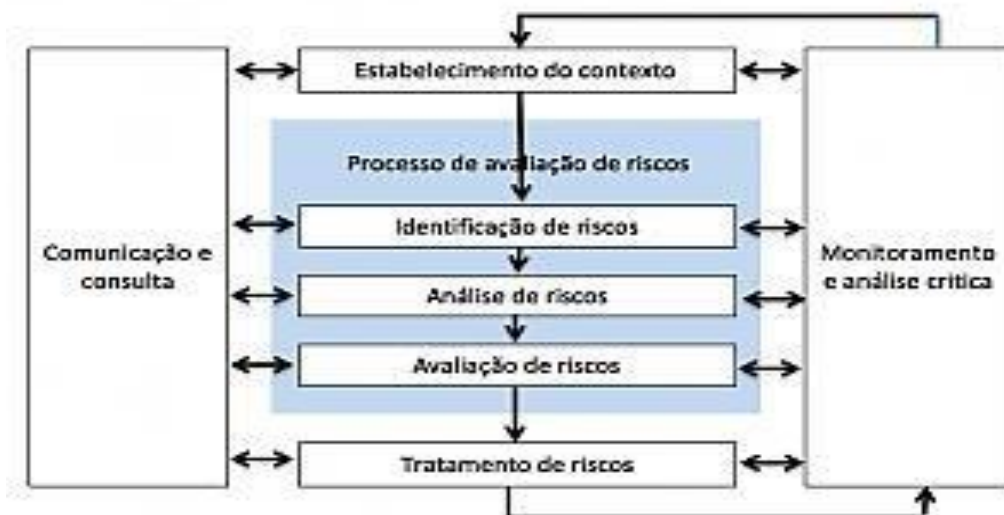 Estabelecimento do contexto
Processo de avaliação de riscos
Identificação de riscos
Comunicação e
consulta
Análise de riscos
Avaliação de riscos
Tratamento de riscos
Monitoramento
e análise crítica